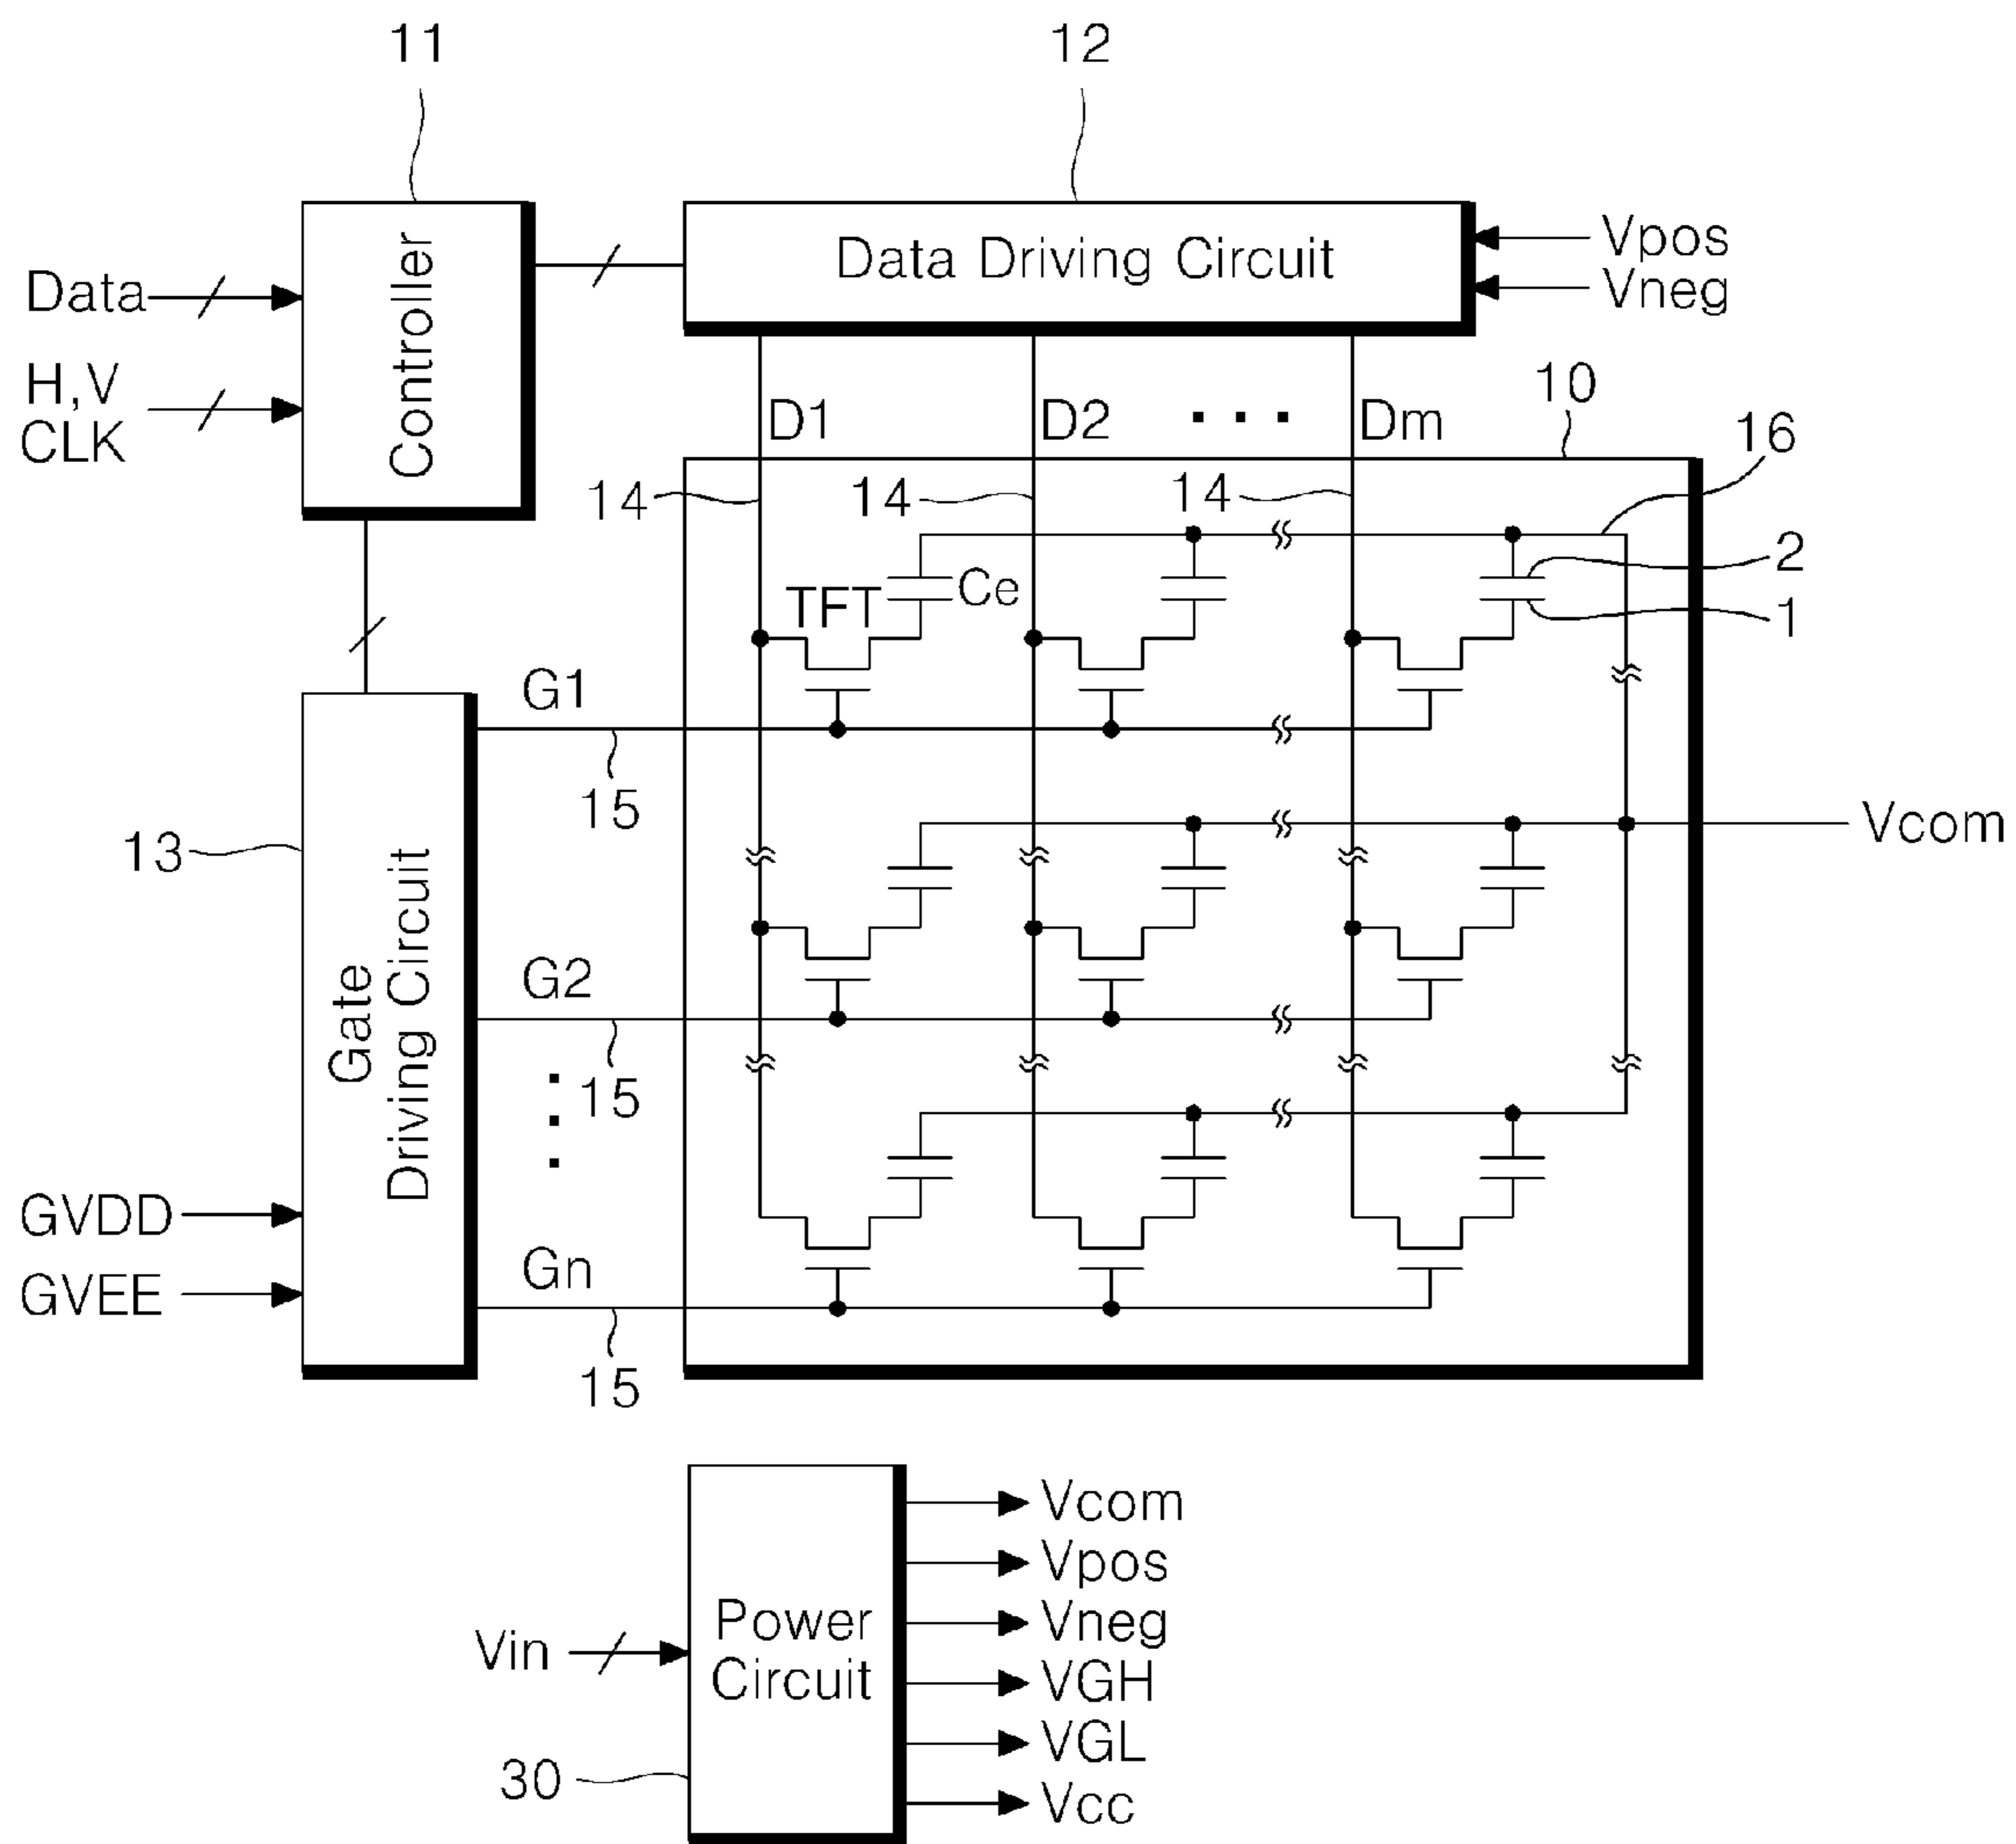 11
12
Controller
Data Driving Circuit
Vpos
Vneg
Data
H,V
CLK
D1
D2
...
Dm
10
16
14
14
14
2
1
TFT
Ce
G1
15
13
Gate
Driving Circuit
Vcom
G2
15
GVDD
GVEE
Gn
15
Vin
Power
Circuit
30
Vcom
Vpos
Vneg
VGH
VGL
Vcc